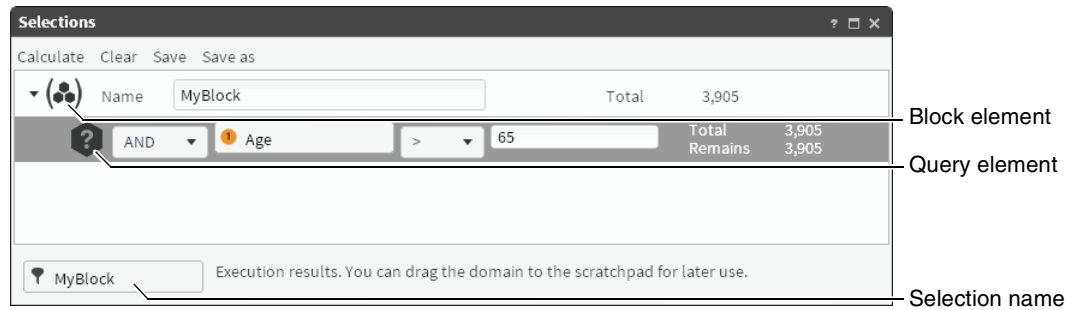 Selections ?
Calculate Clear Save Save as
Name MyBlock Total 3,905
Block element
? AND 1 Age > 65 Total 3,905
Remains 3,905
Query element
MyBlock Execution results. You can drag the domain to the scratchpad for later use.
Selection name